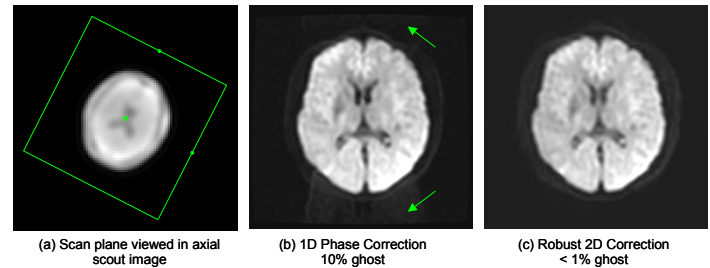 (a) Scan plane viewed in axial
scout image
(b) 1D Phase Correction
10% ghost
(c) Robust 2D Correction
< 1% ghost